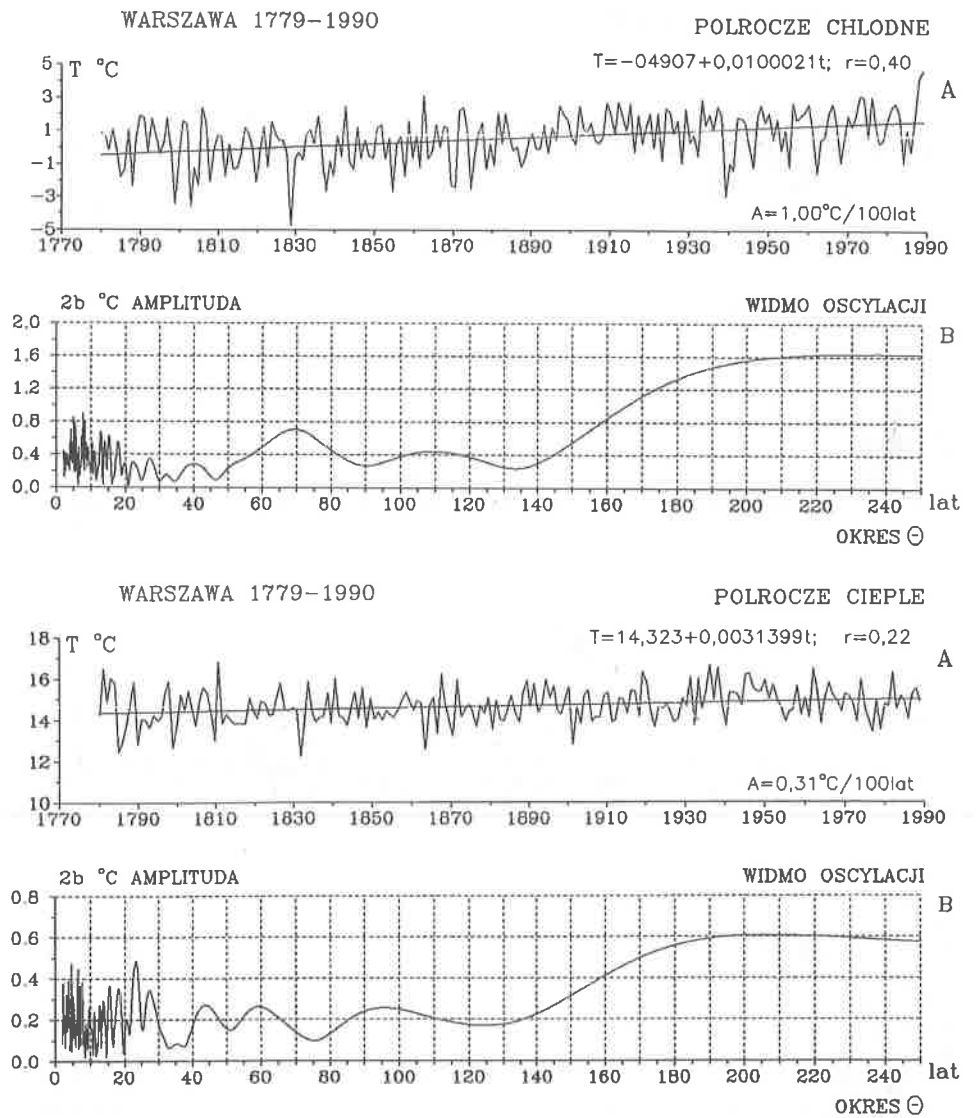 WARSZAWA 1779-1990 POLROCZE CHLODNE
T °C T=-04907+0,0100021t; r=0,40 A
5
3
1
-1
-3
-5
A=1,00°C/100lat
1770 1790 1810 1830 1850 1870 1890 1910 1930 1950 1970 1990
2b °C AMPLITUDA WIDMO OSCYLACJI
B
2.0
1.6
1.2
0.8
0.4
0.0
0 20 40 60 80 100 120 140 160 180 200 220 240 lat
OKRES Θ
WARSZAWA 1779-1990 POLROCZE CIEPLE
T °C T=14,323+0,0031399t; r=0,22 A
18
16
14
12
10
A=0,31°C/100lat
1770 1790 1810 1830 1850 1870 1890 1910 1930 1950 1970 1990
2b °C AMPLITUDA WIDMO OSCYLACJI
B
0.8
0.6
0.4
0.2
0.0
0 20 40 60 80 100 120 140 160 180 200 220 240 lat
OKRES Θ